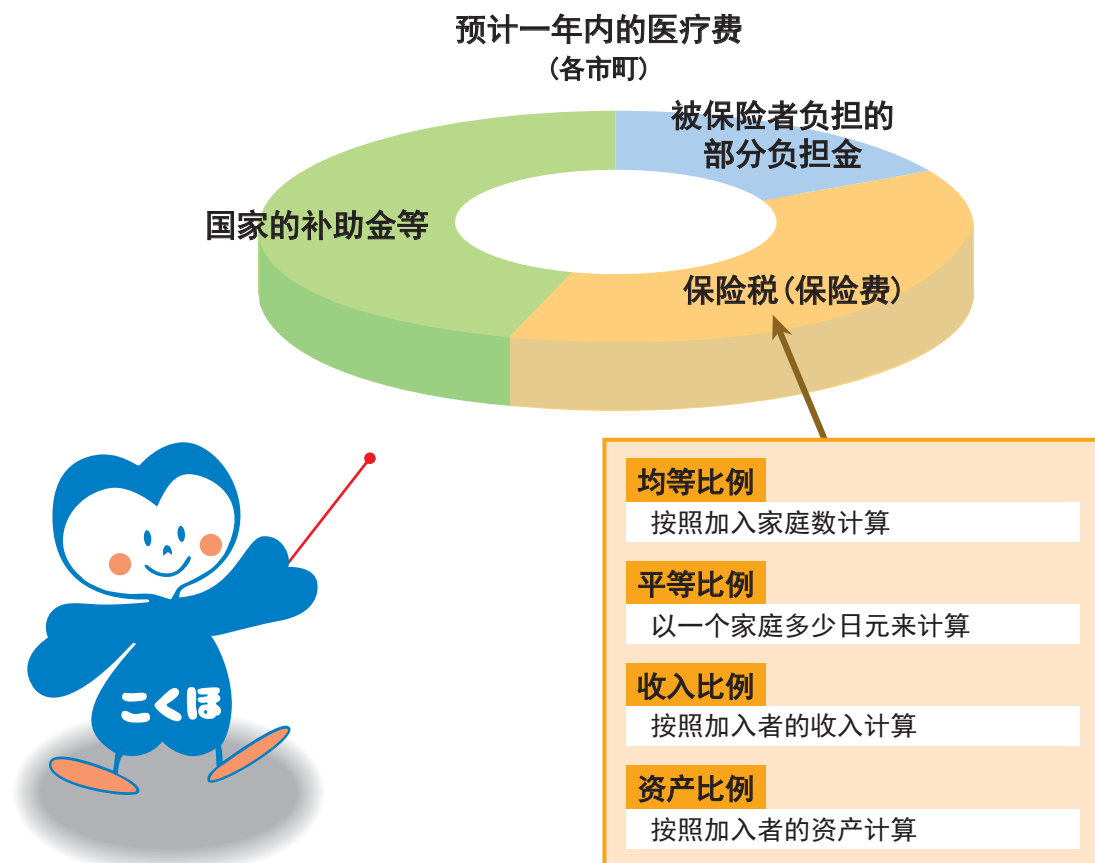 预计一年内的医疗费
(各市町)
被保险者负担的
部分负担金
国家的补助金等
保险税(保险费)
均等比例
按照加入家庭数计算
平等比例
以一个家庭多少日元来计算
收入比例
按照加入者的收入计算
资产比例
按照加入者的资产计算
こくほ